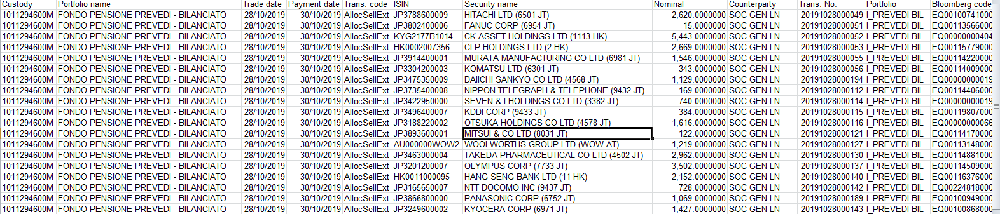 Custody Portfolio name Trade date Payment date Trans. code ISIN Security name Nominal Counterparty Trans. No. Portfolio Bloomberg code
1011294600M FONDO PENSIONE PREVEDI - BILANCIATO 28/10/2019 30/10/2019 AllocSellExt JP3788600009 HITACHI LTD (6501 JT) 2,620.0000000 SOC GEN LN 20191028000049 I_PREVEDI BIL EQ00100741000
1011294600M FONDO PENSIONE PREVEDI - BILANCIATO 28/10/2019 30/10/2019 AllocSellExt JP3802400006 FANUC CORP (6954 JT) 15.0000000 SOC GEN LN 20191028000051 I_PREVEDI BIL EQ00113566000
1011294600M FONDO PENSIONE PREVEDI - BILANCIATO 28/10/2019 30/10/2019 AllocSellExt KYG2177B1014 CK ASSET HOLDINGS LTD (1113 HK) 5,443.0000000 SOC GEN LN 20191028000052 I_PREVEDI BIL EQ00000000404
1011294600M FONDO PENSIONE PREVEDI - BILANCIATO 28/10/2019 30/10/2019 AllocSellExt HK0002007356 CLP HOLDINGS LTD (2 HK) 2,669.0000000 SOC GEN LN 20191028000053 I_PREVEDI BIL EQ00115779000
1011294600M FONDO PENSIONE PREVEDI - BILANCIATO 28/10/2019 30/10/2019 AllocSellExt JP3914400001 MURATA MANUFACTURING CO LTD (6981 JT) 1,546.0000000 SOC GEN LN 20191028000055 I_PREVEDI BIL EQ00114220000
1011294600M FONDO PENSIONE PREVEDI - BILANCIATO 28/10/2019 30/10/2019 AllocSellExt JP3304200003 KOMATSU LTD (6301 JT) 343.0000000 SOC GEN LN 20191028000056 I_PREVEDI BIL EQ00114009000
1011294600M FONDO PENSIONE PREVEDI - BILANCIATO 28/10/2019 30/10/2019 AllocSellExt JP3475350009 DAIICHI SANKYO CO LTD (4568 JT) 1,129.0000000 SOC GEN LN 20191028000194 I_PREVEDI BIL EQ00000000019
1011294600M FONDO PENSIONE PREVEDI - BILANCIATO 28/10/2019 30/10/2019 AllocSellExt JP3735400008 NIPPON TELEGRAPH & TELEPHONE (9432 JT) 169.0000000 SOC GEN LN 20191028000112 I_PREVEDI BIL EQ00114406000
1011294600M FONDO PENSIONE PREVEDI - BILANCIATO 28/10/2019 30/10/2019 AllocSellExt JP3422950000 SEVEN & I HOLDINGS CO LTD (3382 JT) 740.0000000 SOC GEN LN 20191028000114 I_PREVEDI BIL EQ00000000019
1011294600M FONDO PENSIONE PREVEDI - BILANCIATO 28/10/2019 30/10/2019 AllocSellExt JP3496400007 KDDI CORP (9433 JT) 384.0000000 SOC GEN LN 20191028000115 I_PREVEDI BIL EQ00119807000
1011294600M FONDO PENSIONE PREVEDI - BILANCIATO 28/10/2019 30/10/2019 AllocSellExt JP3188220002 OTSUKA HOLDINGS CO LTD (4578 JT) 1,616.0000000 SOC GEN LN 20191028000116 I_PREVEDI BIL EQ00000000066
1011294600M FONDO PENSIONE PREVEDI - BILANCIATO 28/10/2019 30/10/2019 AllocSellExt JP3893600001 MITSUI & CO LTD (8031 JT) 122.0000000 SOC GEN LN 20191028000121 I_PREVEDI BIL EQ00114170000
1011294600M FONDO PENSIONE PREVEDI - BILANCIATO 28/10/2019 30/10/2019 AllocSellExt AU000000WOW2 WOOLWORTHS GROUP LTD (WOW AT) 1,219.0000000 SOC GEN LN 20191028000127 I_PREVEDI BIL EQ00113148000
1011294600M FONDO PENSIONE PREVEDI - BILANCIATO 28/10/2019 30/10/2019 AllocSellExt JP3463000004 TAKEDA PHARMACEUTICAL CO LTD (4502 JT) 2,962.0000000 SOC GEN LN 20191028000130 I_PREVEDI BIL EQ00114881000
1011294600M FONDO PENSIONE PREVEDI - BILANCIATO 28/10/2019 30/10/2019 AllocSellExt JP3201200007 OLYMPUS CORP (7733 JT) 3,502.0000000 SOC GEN LN 20191028000137 I_PREVEDI BIL EQ00114509000
1011294600M FONDO PENSIONE PREVEDI - BILANCIATO 28/10/2019 30/10/2019 AllocSellExt HK0011000095 HANG SENG BANK LTD (11 HK) 2,152.0000000 SOC GEN LN 20191028000140 I_PREVEDI BIL EQ00116376000
1011294600M FONDO PENSIONE PREVEDI - BILANCIATO 28/10/2019 30/10/2019 AllocSellExt JP3165650007 NTT DOCOMO INC (9437 JT) 728.0000000 SOC GEN LN 20191028000142 I_PREVEDI BIL EQ00224818000
1011294600M FONDO PENSIONE PREVEDI - BILANCIATO 28/10/2019 30/10/2019 AllocSellExt JP3866800000 PANASONIC CORP (6752 JT) 1,069.0000000 SOC GEN LN 20191028000189 I_PREVEDI BIL EQ00100949000
1011294600M FONDO PENSIONE PREVEDI - BILANCIATO 28/10/2019 30/10/2019 AllocSellExt JP3249600002 KYOCERA CORP (6971 JT) 1,427.0000000 SOC GEN LN 20191028000143 I_PREVEDI BIL EQ00100868000